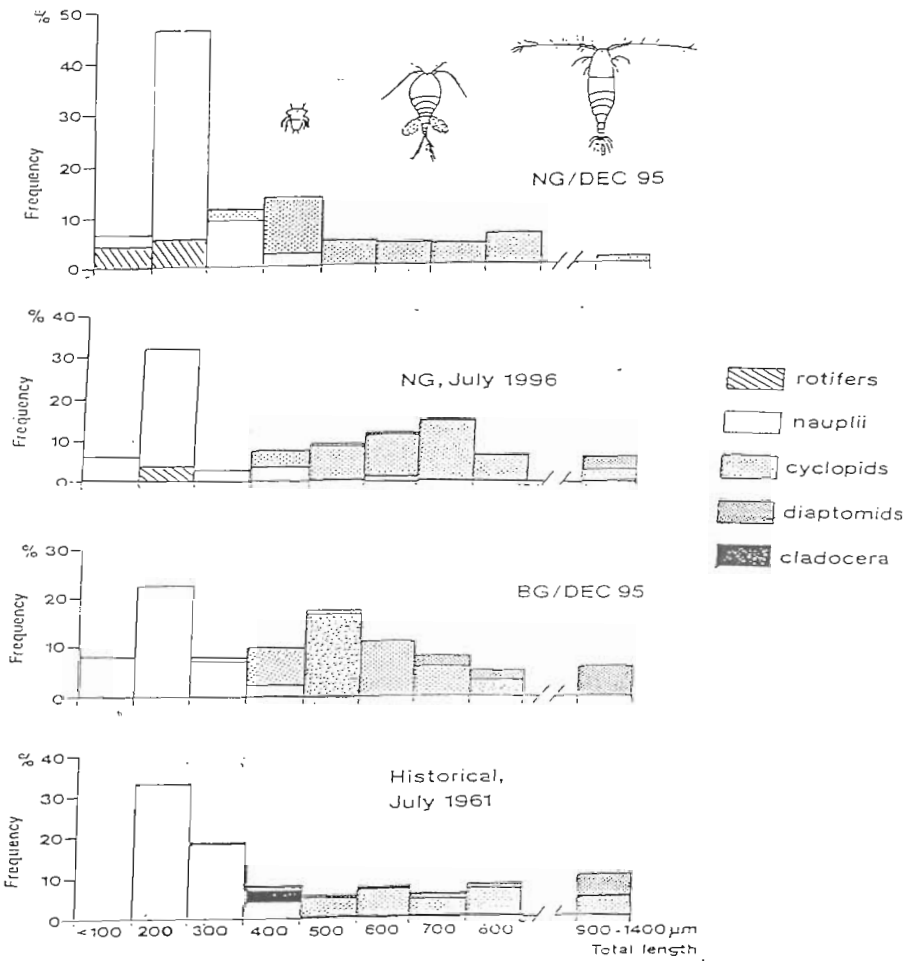 % 50
40
30
20
10
0
Frequency
NG/DEC 95
% 40
30
20
10
0
Frequency
NG, July 1996
rotifers
nauplii
cyclopids
diaptomids
cladocera
% 30
20
10
0
Frequency
BG/DEC 95
% 40
30
20
10
0
Frequency
Historical,
July 1961
<100 200 300 400 500 600 700 800 900-1400 µm
Total length